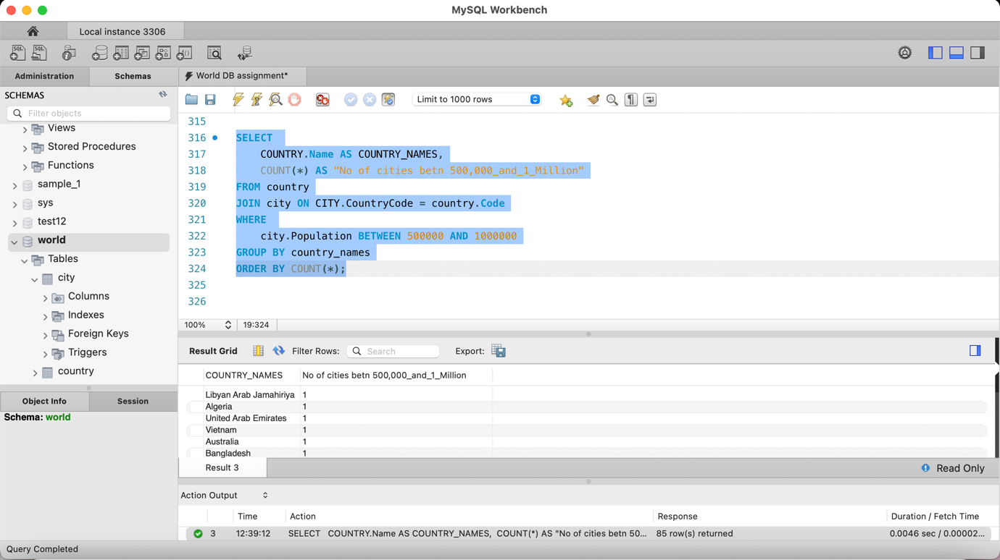 MySQL Workbench
Local instance 3306
SQL SQL
Administration Schemas World DB assignment*
SCHEMAS
Filter objects
Limit to 1000 rows
Views
Stored Procedures
Functions
sample_1
sys
test12
world
Tables
city
Columns
Indexes
Foreign Keys
Triggers
country
315
316 SELECT
317 COUNTRY.Name AS COUNTRY_NAMES,
318 COUNT(*) AS "No of cities betn 500,000_and_1_Million"
319 FROM country
320 JOIN city ON CITY.CountryCode = country.Code
321 WHERE
322 city.Population BETWEEN 500000 AND 1000000
323 GROUP BY country_names
324 ORDER BY COUNT(*);
325
326
100% 19:324
Result Grid Filter Rows: Search Export:
COUNTRY_NAMES No of cities betn 500,000_and_1_Million
Libyan Arab Jamahiriya 1
Algeria 1
United Arab Emirates 1
Vietnam 1
Australia 1
Bangladesh 1
Object Info Session
Schema: world
Result 3 Read Only
Action Output
Time Action Response Duration / Fetch Time
3 12:39:12 SELECT COUNTRY.Name AS COUNTRY_NAMES, COUNT(*) AS "No of cities betn 50... 85 row(s) returned 0.0046 sec / 0.00002...
Query Completed